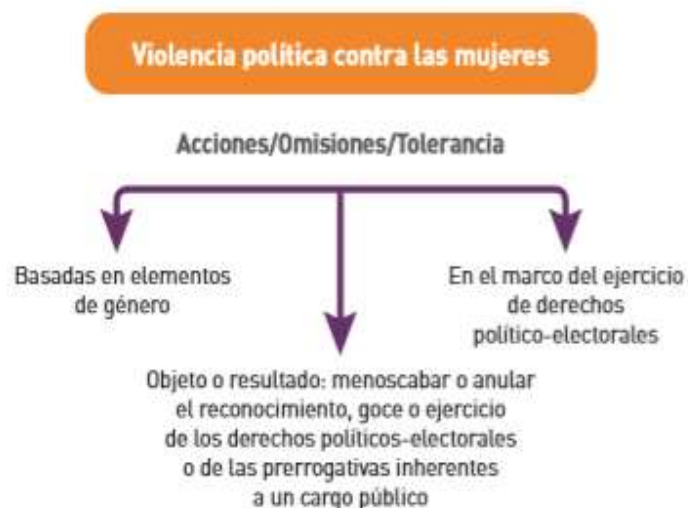 Violencia política contra las mujeres
Acciones/Omisiones/Tolerancia
Basadas en elementos
de género
En el marco del ejercicio
de derechos
político-electorales
Objeto o resultado: menoscabar o anular
el reconocimiento, goce o ejercicio
de los derechos políticos-electorales
o de las prerrogativas inherentes
a un cargo público